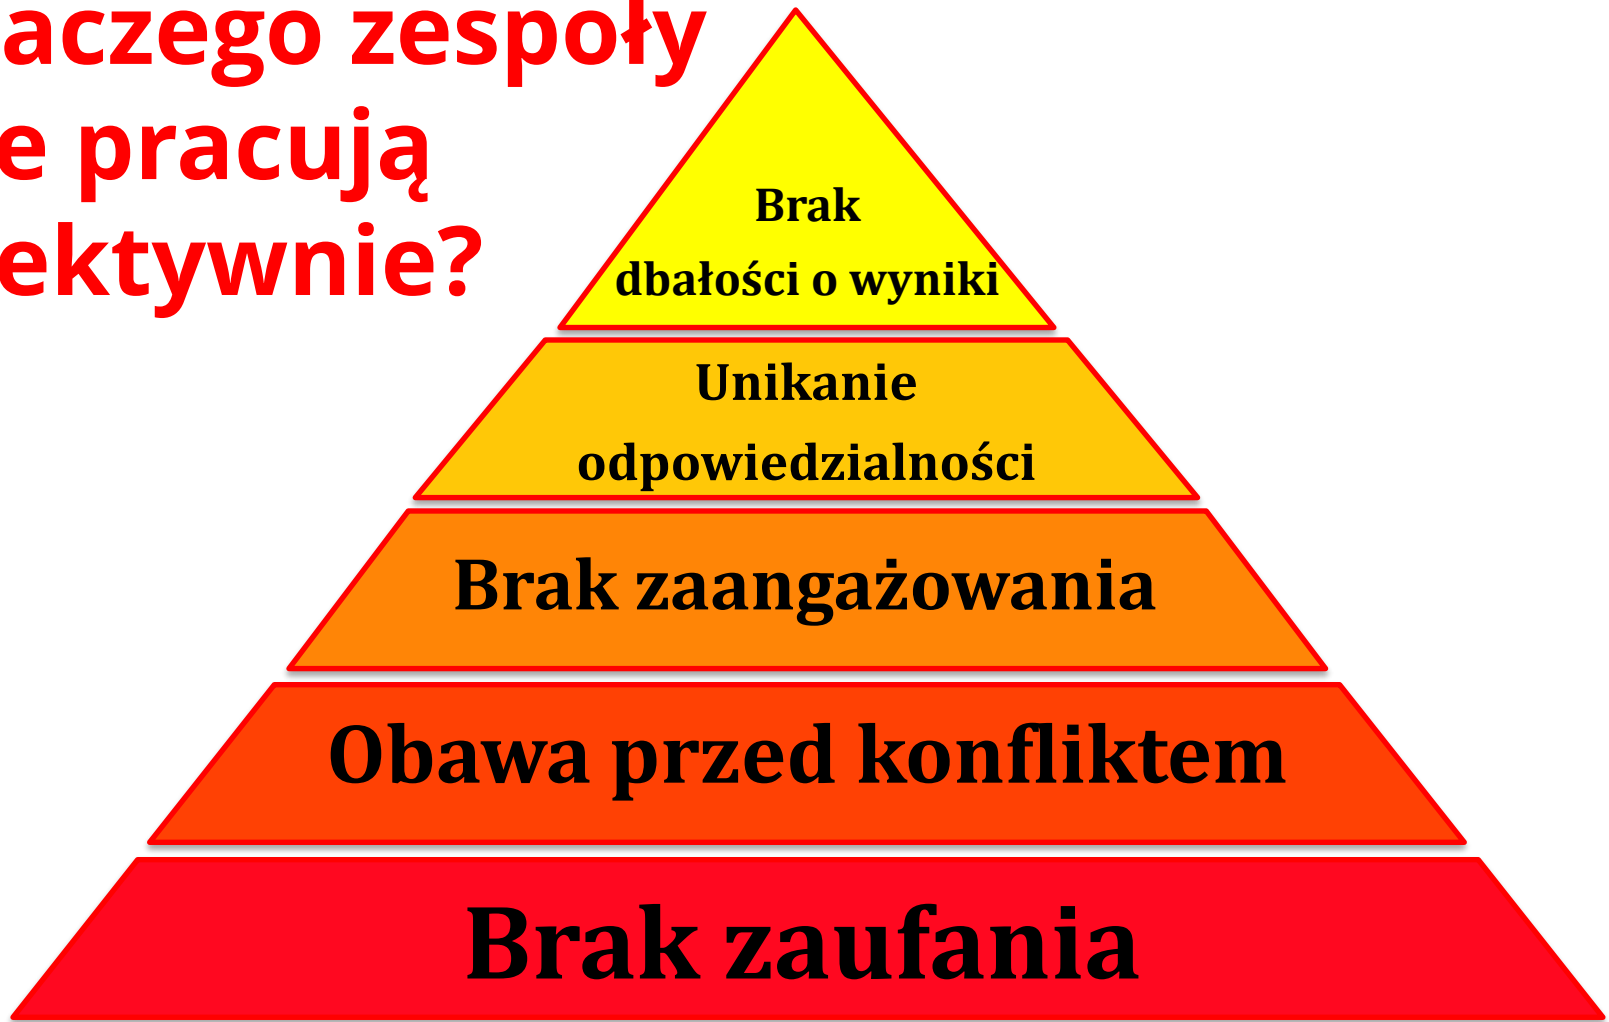 aczego zespoły
e pracują
ektywnie?
Brak
dbałości o wyniki
Unikanie
odpowiedzialności
Brak zaangażowania
Obawa przed konfliktem
Brak zaufania